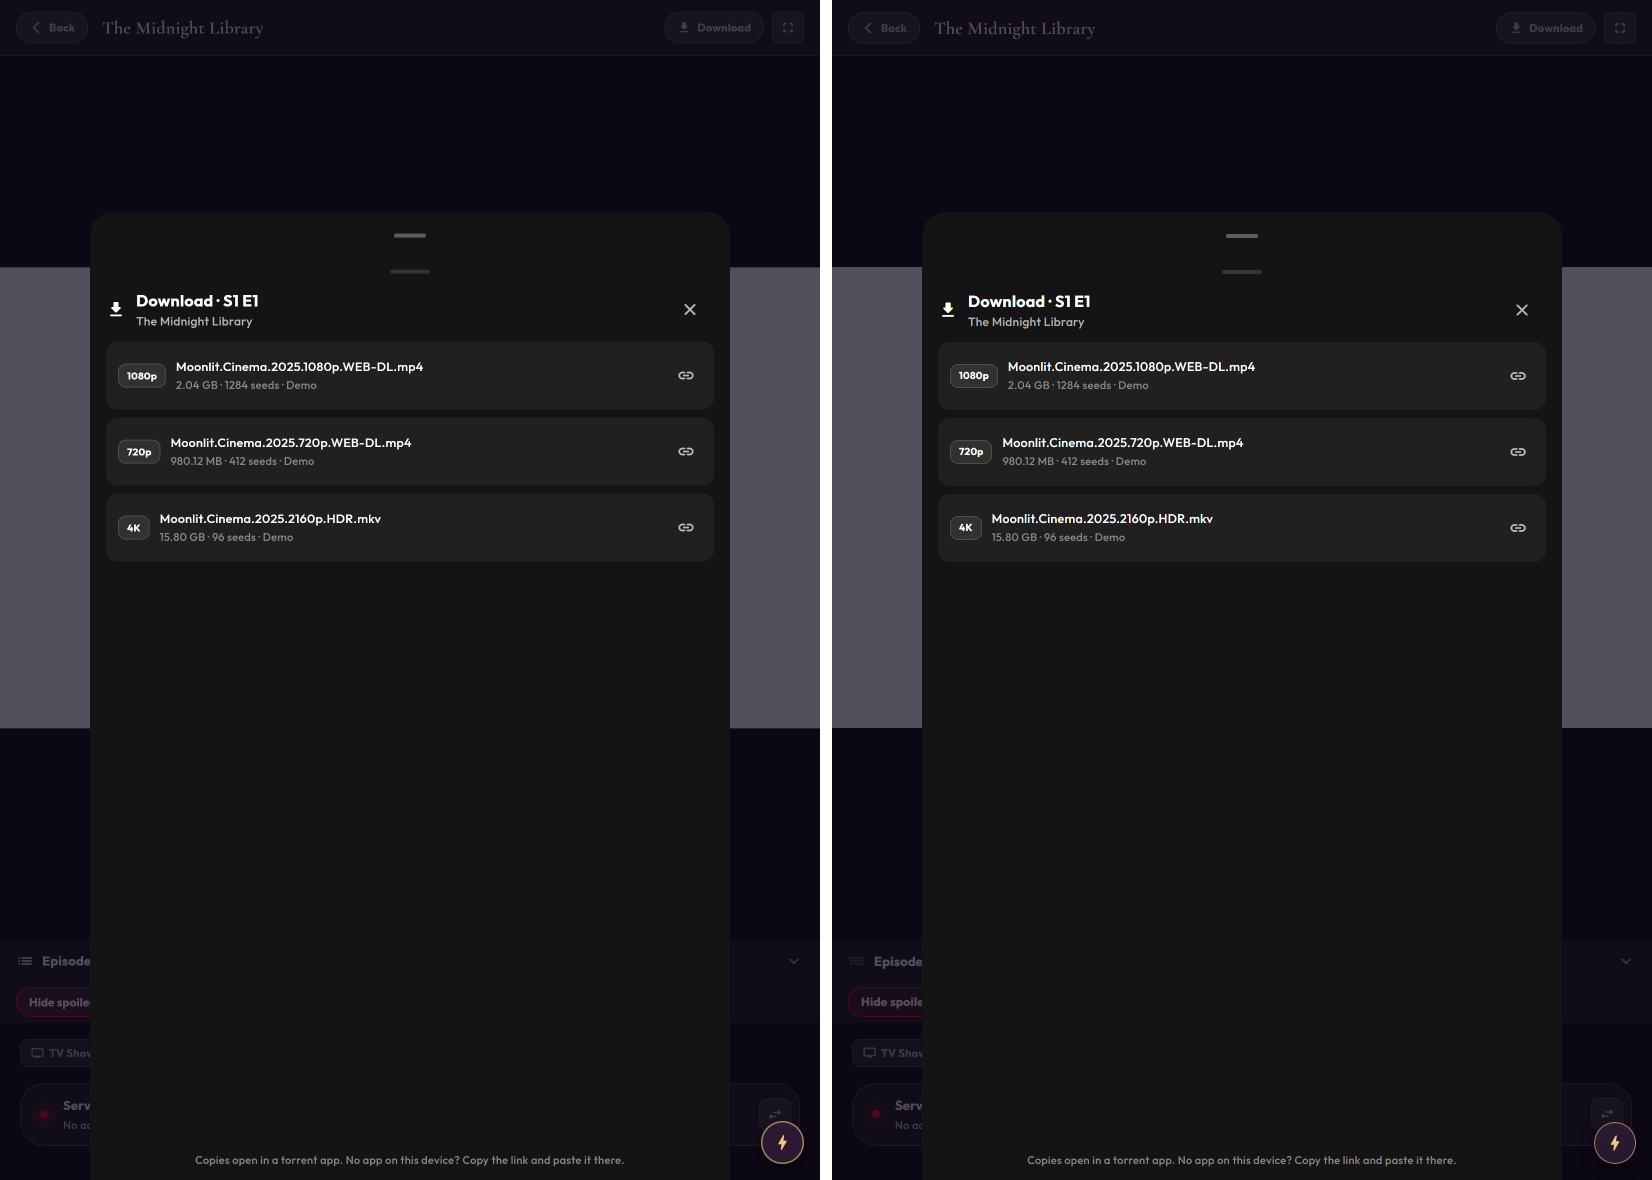 Back
The Midnight Library
Download
Download · S1 E1
The Midnight Library
1080p
Moonlit.Cinema.2025.1080p.WEB-DL.mp4
2.04 GB · 1284 seeds · Demo
720p
Moonlit.Cinema.2025.720p.WEB-DL.mp4
980.12 MB · 412 seeds · Demo
4K
Moonlit.Cinema.2025.2160p.HDR.mkv
15.80 GB · 96 seeds · Demo
Episode
Hide spoile
TV Show
Serv
No ad
Copies open in a torrent app. No app on this device? Copy the link and paste it there.
Back
The Midnight Library
Download
Download · S1 E1
The Midnight Library
1080p
Moonlit.Cinema.2025.1080p.WEB-DL.mp4
2.04 GB · 1284 seeds · Demo
720p
Moonlit.Cinema.2025.720p.WEB-DL.mp4
980.12 MB · 412 seeds · Demo
4K
Moonlit.Cinema.2025.2160p.HDR.mkv
15.80 GB · 96 seeds · Demo
Episode
Hide spoile
TV Show
Serv
No ad
Copies open in a torrent app. No app on this device? Copy the link and paste it there.